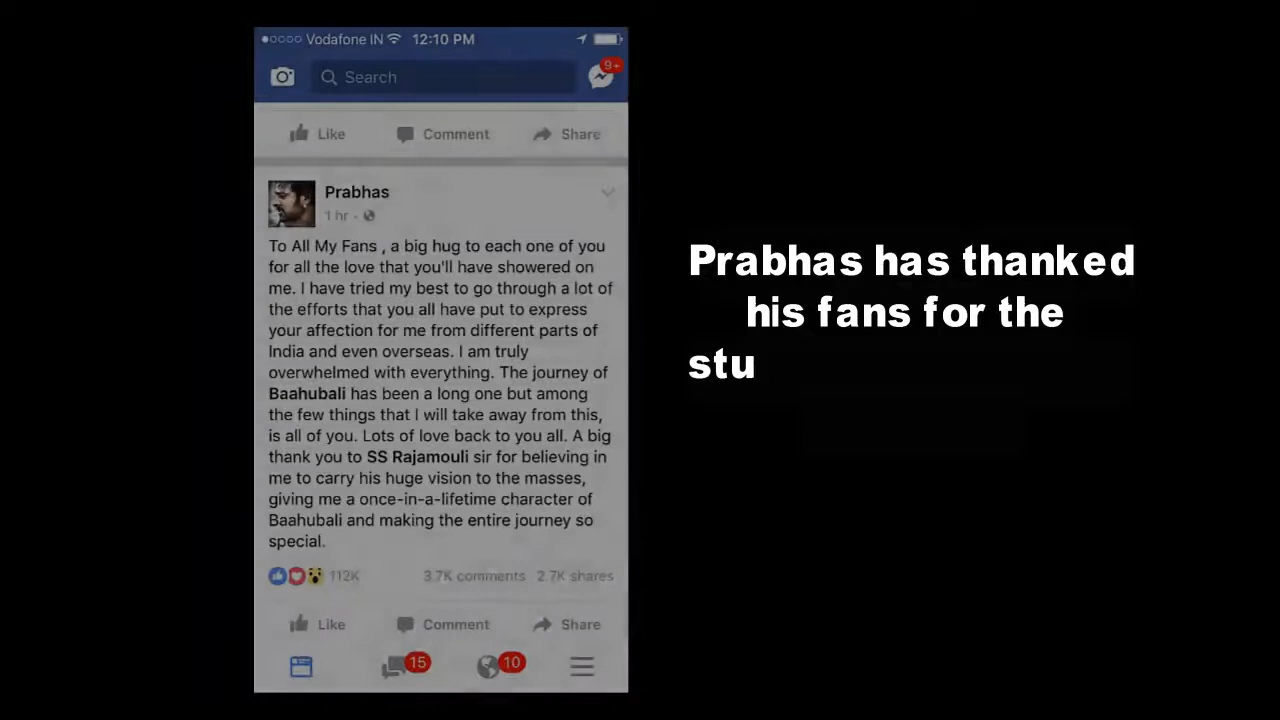 Vodafone IN 12:10 PM
Search 9+
Like Comment Share
Prabhas
1 hr
To All My Fans , a big hug to each one of you
for all the love that you'll have showered on
me. I have tried my best to go through a lot of
the efforts that you all have put to express
your affection for me from different parts of
India and even overseas. I am truly
overwhelmed with everything. The journey of
Baahubali has been a long one but among
the few things that I will take away from this,
is all of you. Lots of love back to you all. A big
thank you to SS Rajamouli sir for believing in
me to carry his huge vision to the masses,
giving me a once-in-a-lifetime character of
Baahubali and making the entire journey so
special.
112K 3.7K comments 2.7K shares
Like Comment Share
15 10
Prabhas has thanked
his fans for the
stu